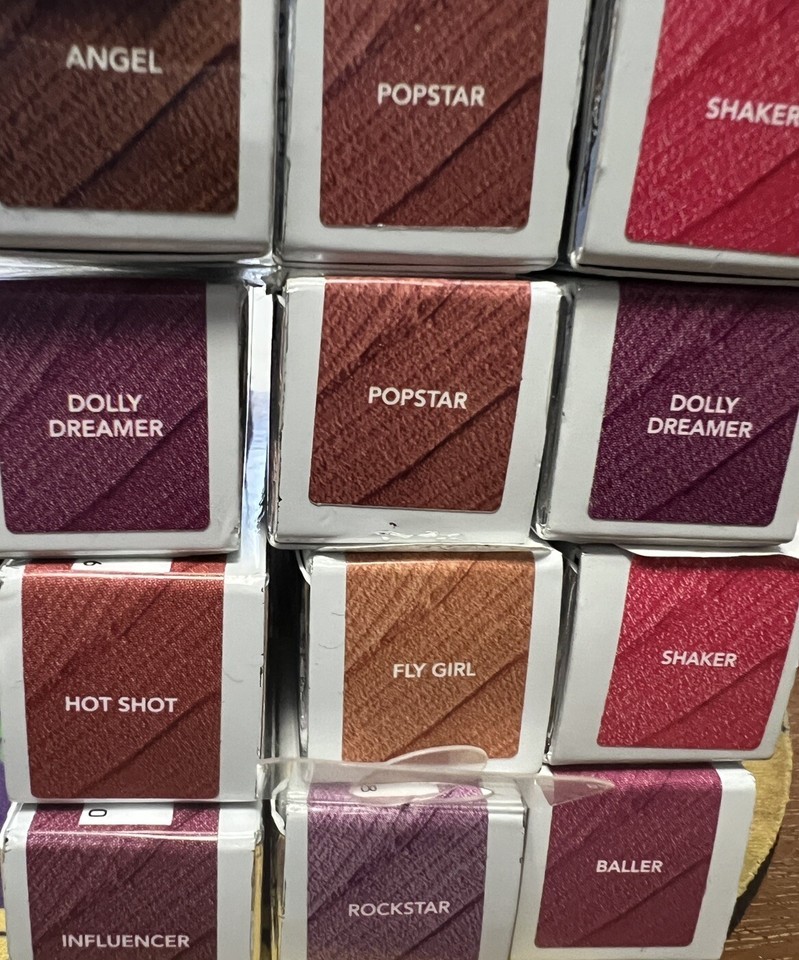 ANGEL
POPSTAR
SHAKER
DOLLY
DREAMER
POPSTAR
DOLLY
DREAMER
HOT SHOT
FLY GIRL
SHAKER
INFLUENCER
ROCKSTAR
BALLER